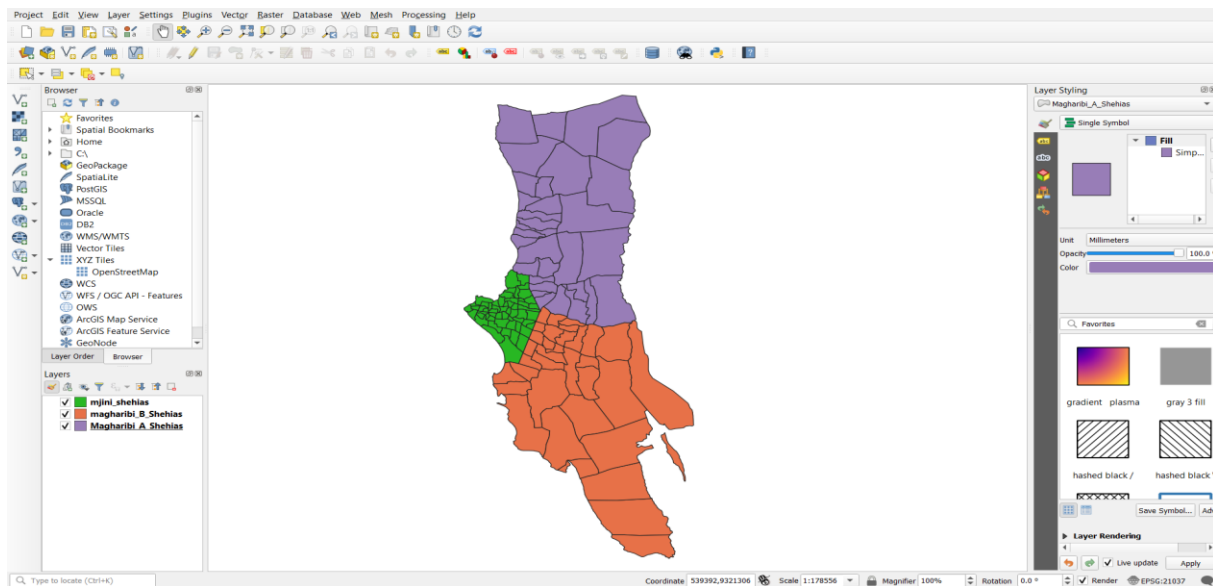 Project Edit View Layer Settings Plugins Vector Raster Database Web Mesh Processing Help
Browser
Favorites
Spatial Bookmarks
Home
C:\
GeoPackage
SpatiaLite
PostGIS
MSSQL
Oracle
DB2
WMS/WMTS
Vector Tiles
XYZ Tiles
OpenStreetMap
WCS
WFS / OGC API - Features
OWS
ArcGIS Map Service
ArcGIS Feature Service
GeoNode
Layer Order Browser
Layers
mjini_shehias
magharibi_B_Shehias
Magharibi_A_Shehias
Layer Styling
Magharibi_A_Shehias
Single Symbol
abc
abc
Fill
Simp...
Unit Millimeters
Opacity 100.0
Color
Favorites
gradient plasma gray 3 fill
hashed black / hashed black
Save Symbol... Adv
Layer Rendering
Live update Apply
Type to locate (Ctrl+K) Coordinate 539392,9321306 Scale 1:178556 Magnifier 100% Rotation 0.0 ° Render EPSG:21037